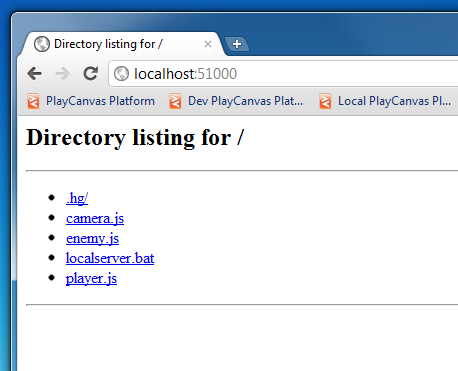 Directory listing for /
localhost:51000
PlayCanvas Platform Dev PlayCanvas Plat... Local PlayCanvas Pl...
Directory listing for /
.hg/
camera.js
enemy.js
localserver.bat
player.js